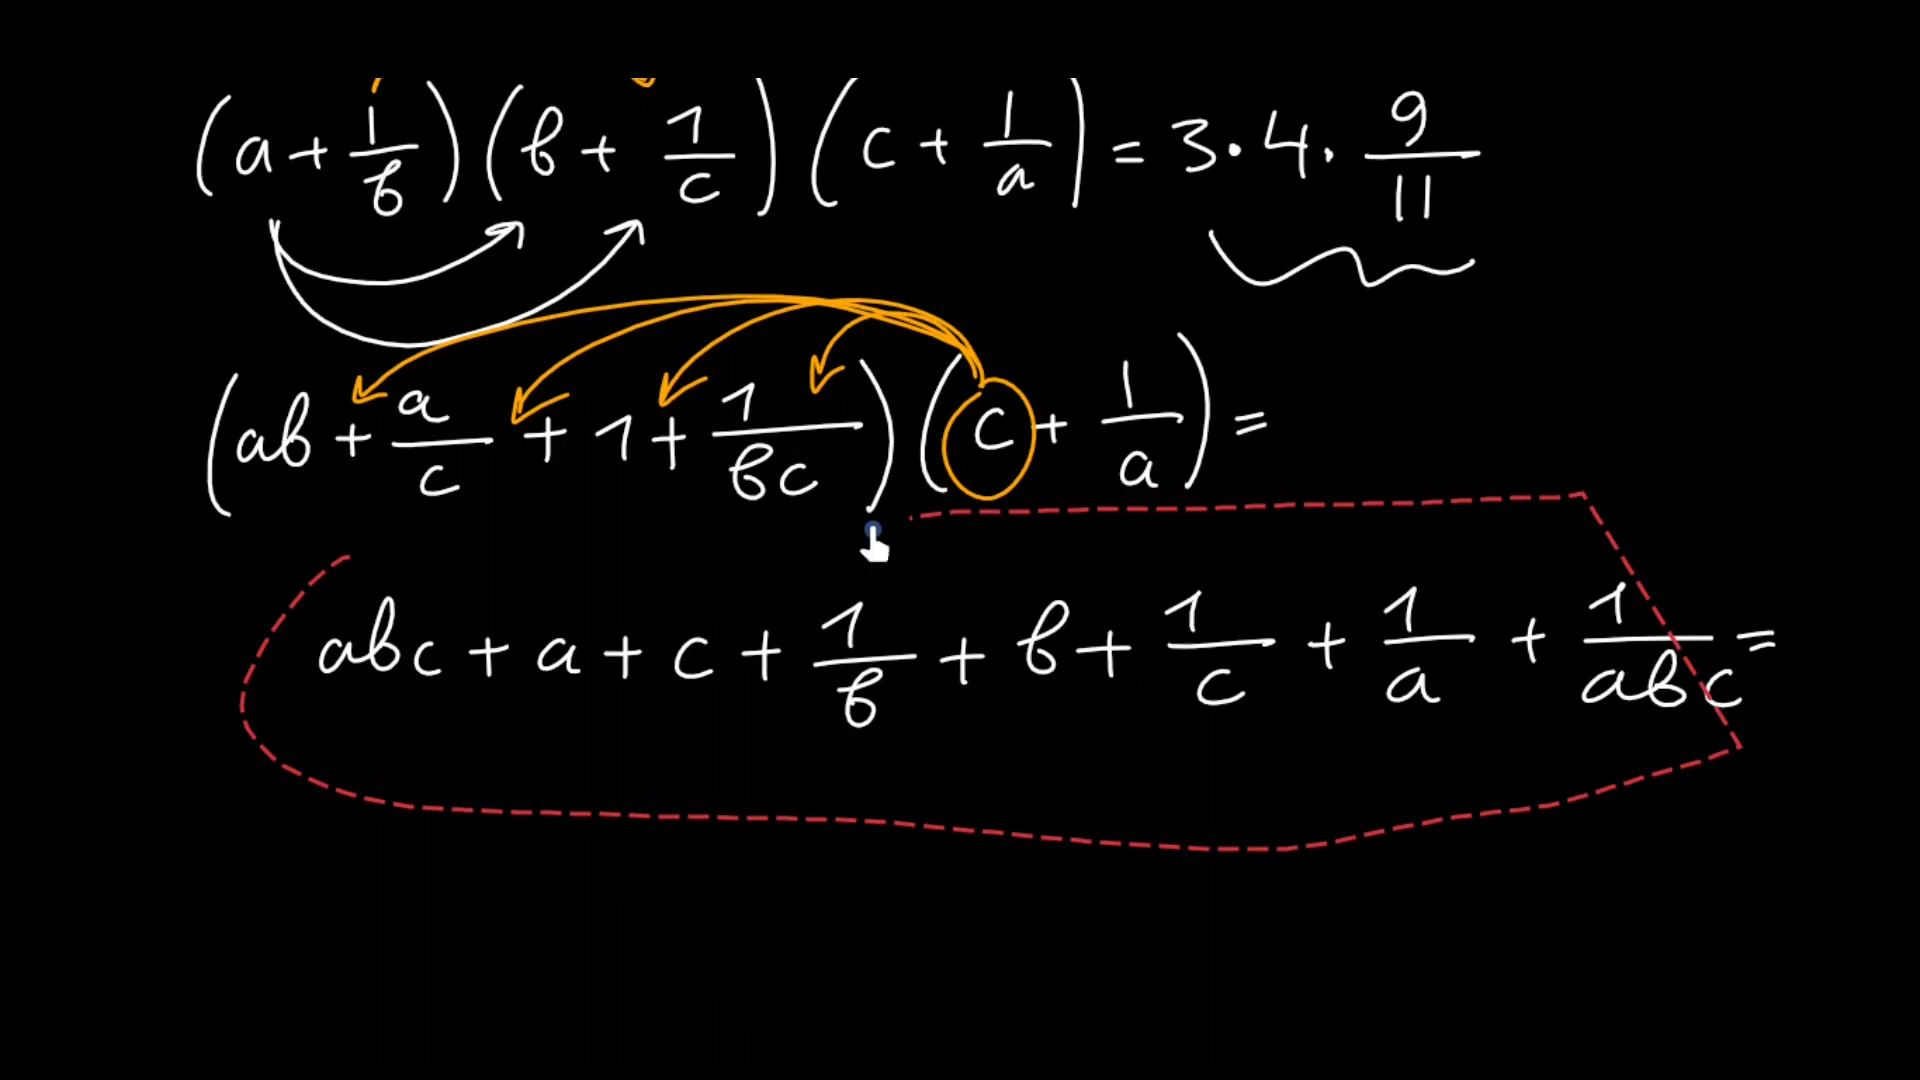 (a + 1/b)(b + 1/c)(c + 1/a) = 3·4·9/11
(ab + a/c + 1 + 1/bc)(c + 1/a) =
abc + a + c + 1/b + b + 1/c + 1/a + 1/abc =